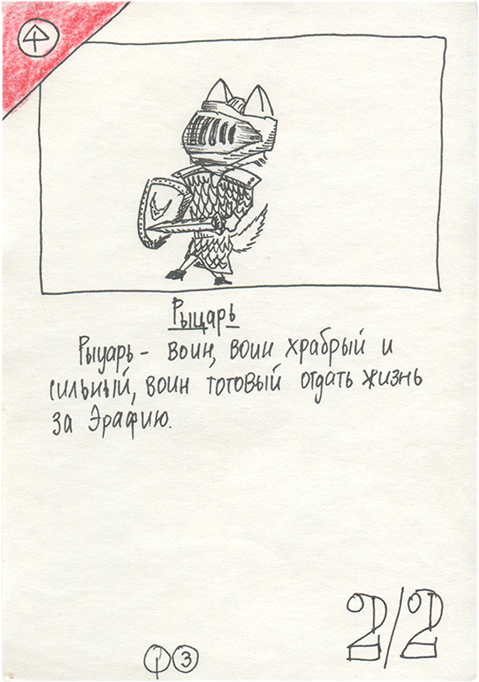 Рыцарь
Рыцарь - воин, воин храбрый и
сильный, воин готовый отдать жизнь
за Эрафию.
2/2
3